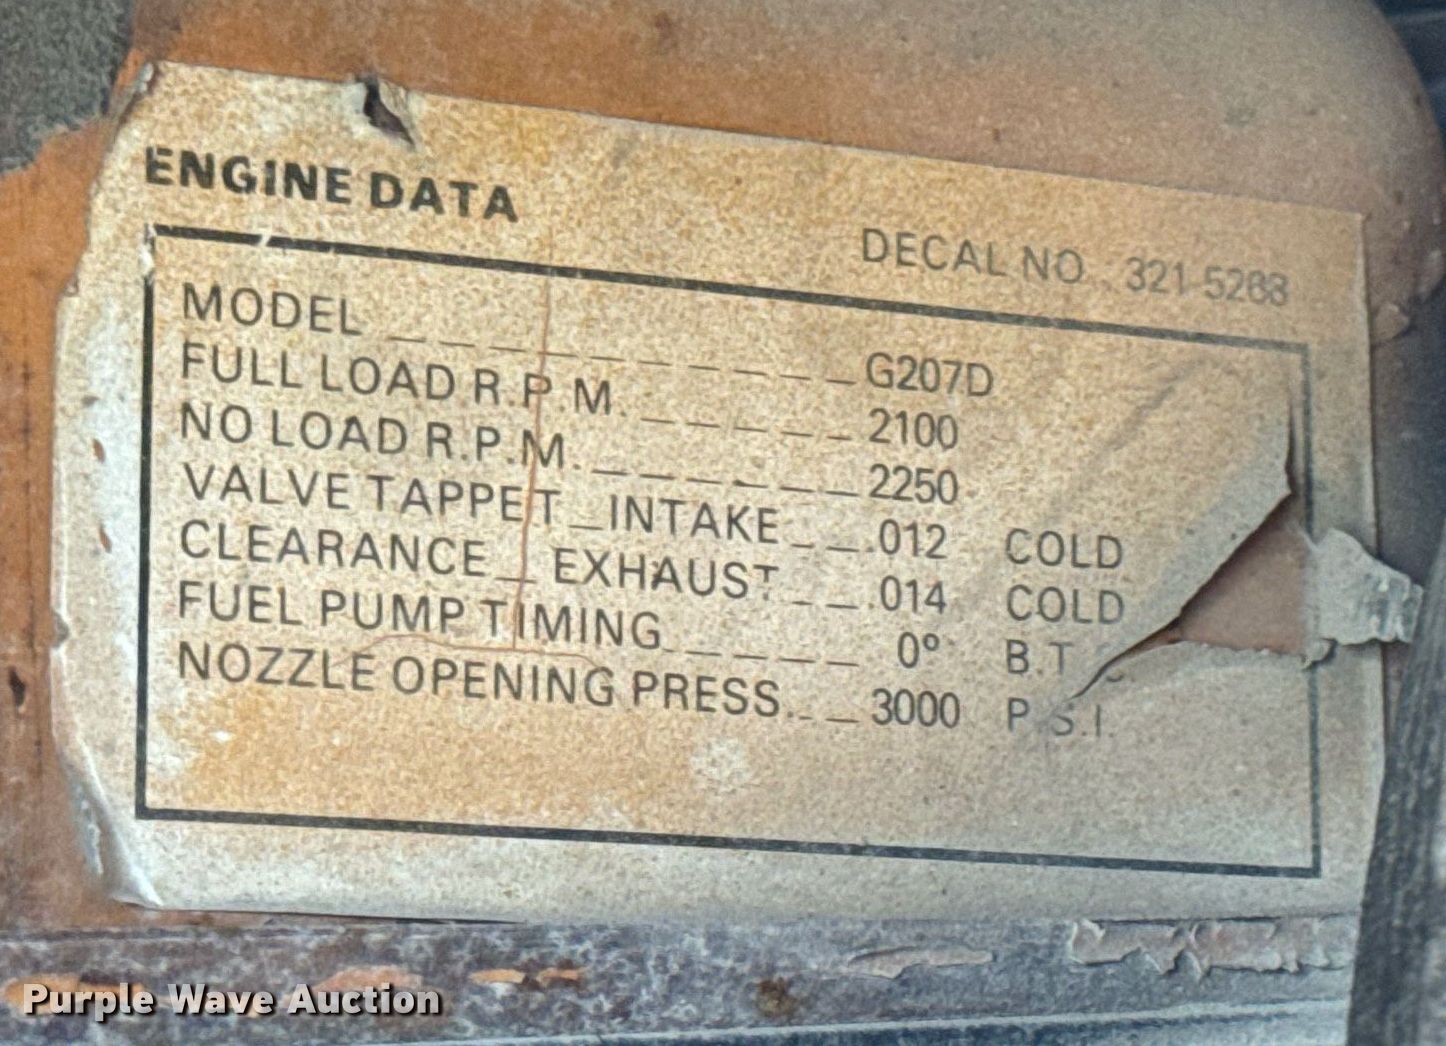 ENGINE DATA
DECAL NO. 321-5263
MODEL _ _ _ _ _ _ _ _ _ _ _ _ G207D
FULL LOAD R.P.M. _ _ _ _ _ _ 2100
NO LOAD R.P.M. _ _ _ _ _ _ 2250
VALVE TAPPET _ INTAKE _ _ .012 COLD
CLEARANCE _ EXHAUST _ _ .014 COLD
FUEL PUMP TIMING _ _ _ _ _ 0° B.T
NOZZLE OPENING PRESS. _ _ 3000 P.S.I.
Purple Wave Auction